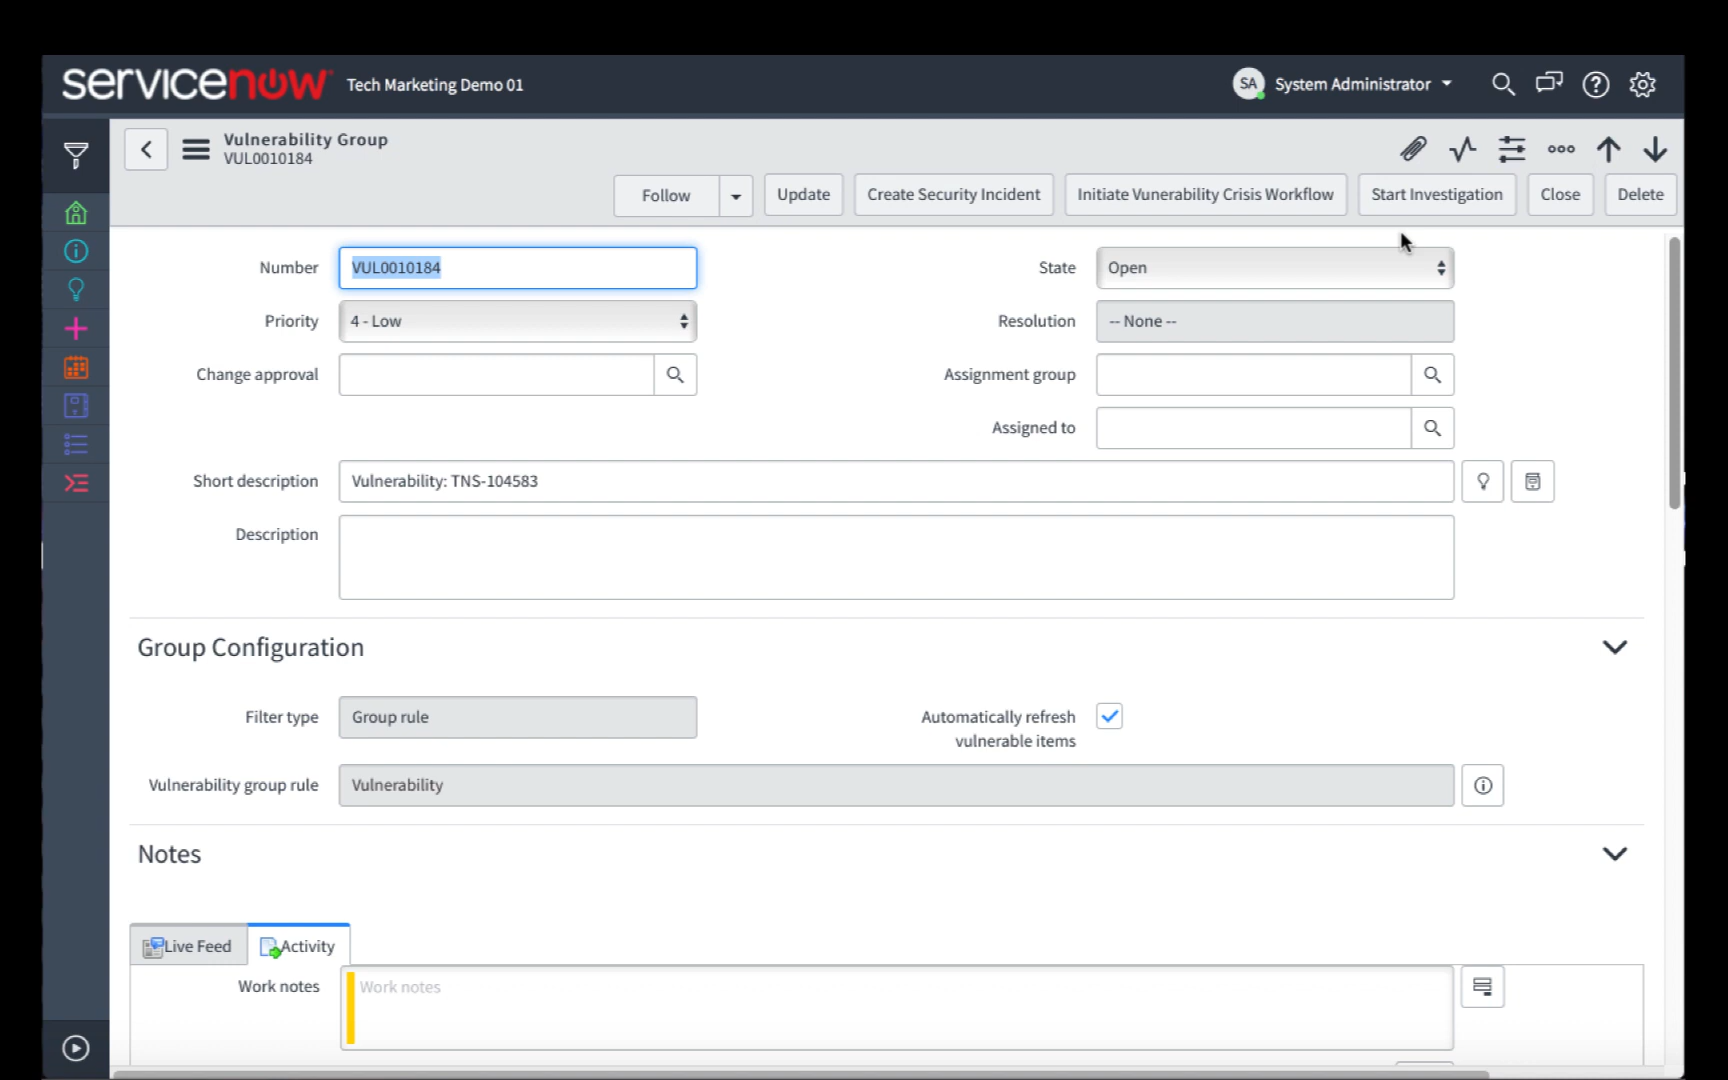 servicenow Tech Marketing Demo 01 SA System Administrator
Vulnerability Group
VUL0010184
Follow Update Create Security Incident Initiate Vunerability Crisis Workflow Start Investigation Close Delete
Number VUL0010184 State Open
Priority 4 - Low Resolution -- None --
Change approval Assignment group
Assigned to
Short description Vulnerability: TNS-104583
Description
Group Configuration
Filter type Group rule Automatically refresh
vulnerable items
Vulnerability group rule Vulnerability
Notes
Live Feed Activity
Work notes Work notes